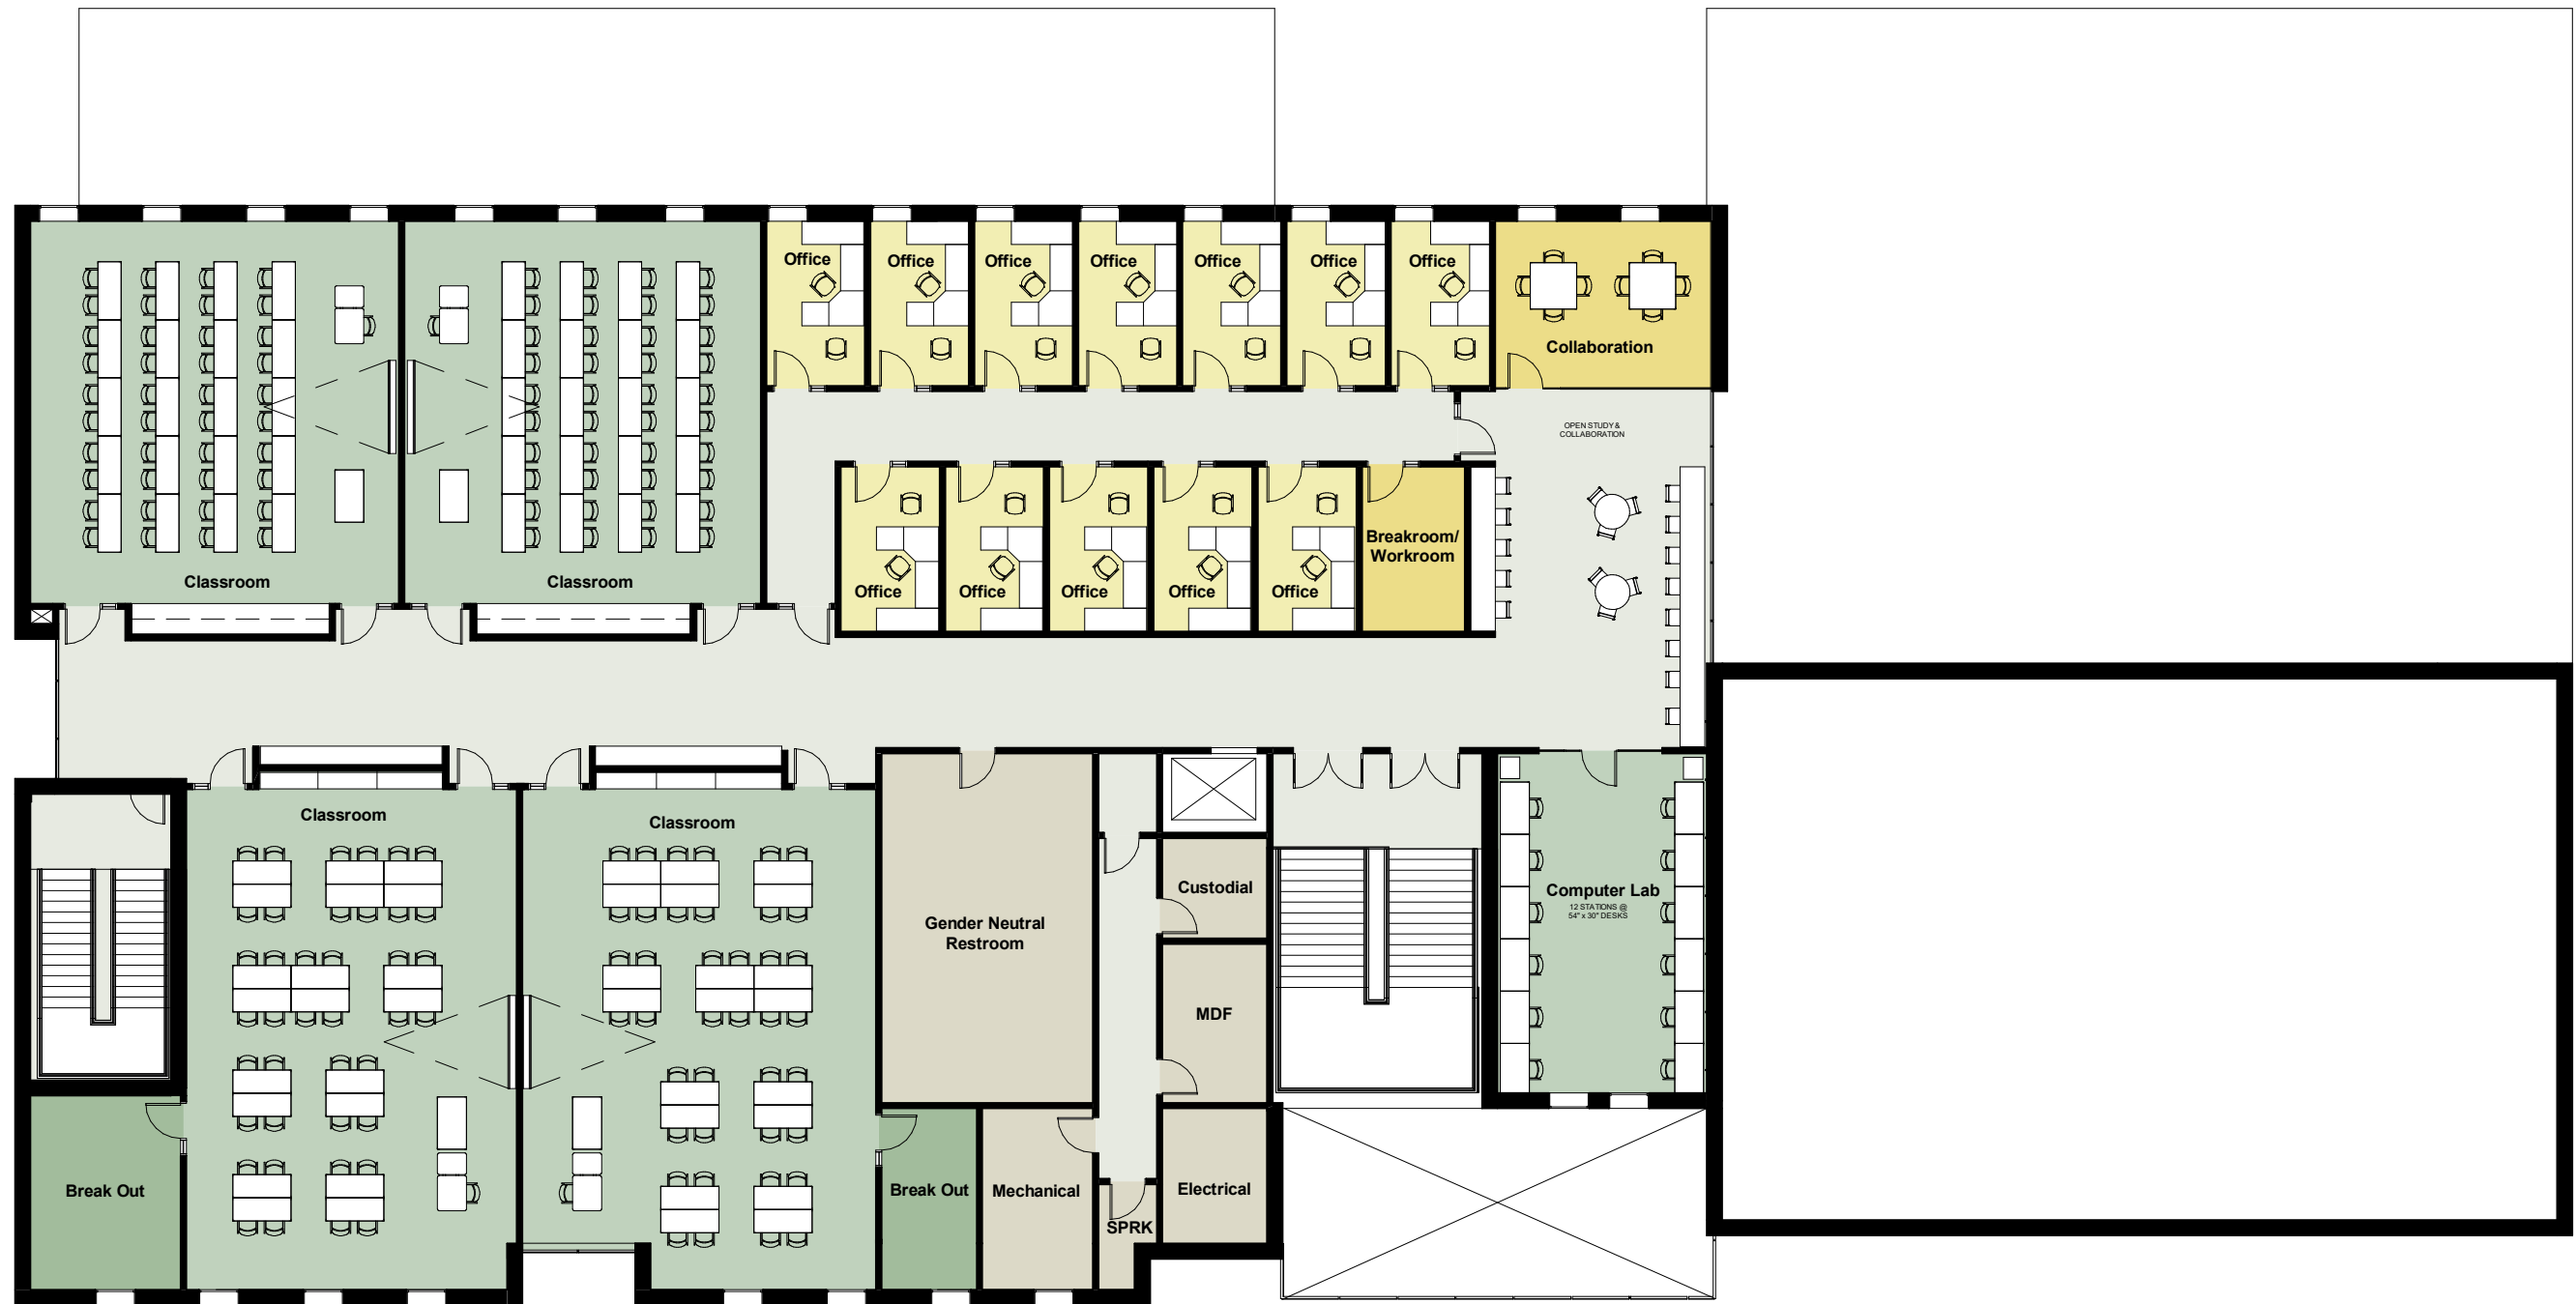 Office
Office
Office
Office
Office
Office
Office
Collaboration
OPEN STUDY &
COLLABORATION
Breakroom/
Workroom
Classroom
Classroom
Office
Office
Office
Office
Office
Classroom
Classroom
Custodial
Computer Lab
12 STATIONS @
54" x 30" DESKS
Gender Neutral
Restroom
MDF
Break Out
Break Out
Mechanical
Electrical
SPRK